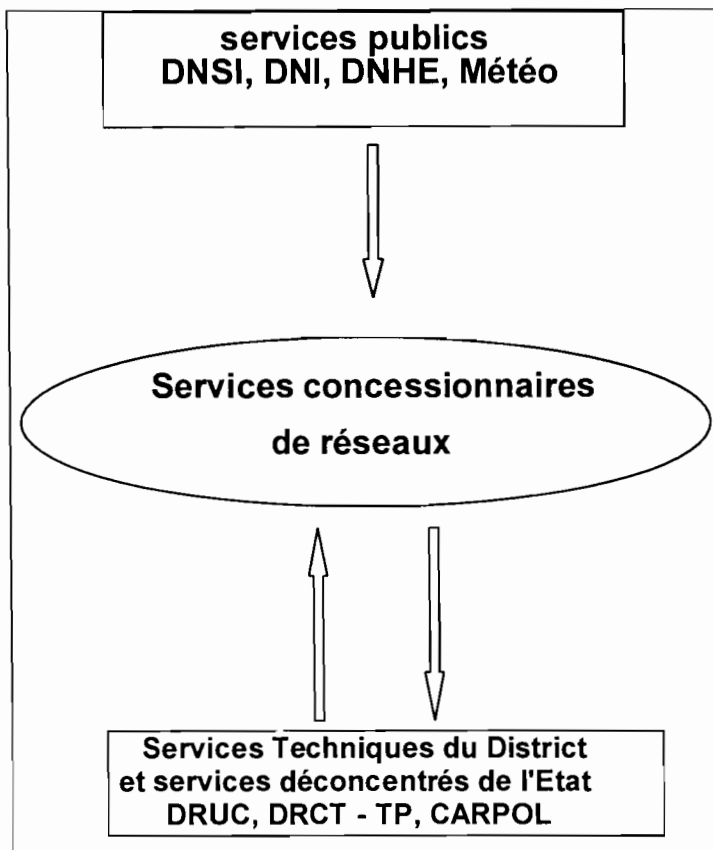 services publics
DNSI, DNI, DNHE, Météo
Services concessionnaires
de réseaux
Services Techniques du District
et services déconcentrés de l'Etat
DRUC, DRCT - TP, CARPOL